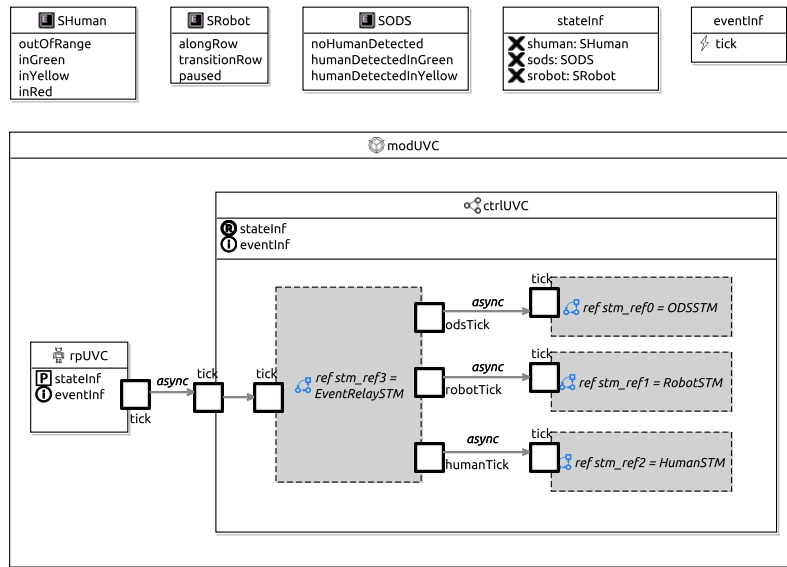 SHuman
outOfRange
inGreen
inYellow
inRed
SRobot
alongRow
transitionRow
paused
SODS
noHumanDetected
humanDetectedInGreen
humanDetectedInYellow
stateInf
shuman: SHuman
sods: SODS
srobot: SRobot
eventInf
tick
modUVC
ctrlUVC
R stateInf
i eventInf
rpUVC
P stateInf
i eventInf
tick
async
tick
tick
ref stm_ref3 =
EventRelaySTM
odsTick
async
tick
ref stm_ref0 = ODSSTM
robotTick
async
tick
ref stm_ref1 = RobotSTM
humanTick
async
tick
ref stm_ref2 = HumanSTM